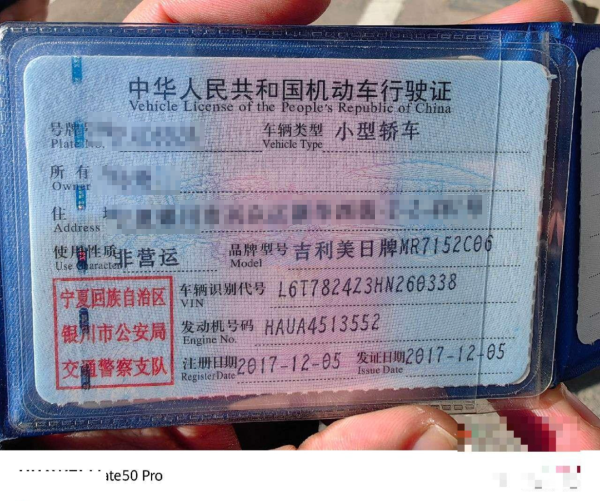 中华人民共和国机动车行驶证
Vehicle License of the People's Republic of China
号牌
Plate No.
车辆类型 小型轿车
Vehicle Type
所有
Owner
住
Address
使用性质 非营运
Use Character
品牌型号 吉利美日牌MR7152C06
Model
车辆识别代号 L6T7824Z3HN260338
VIN
发动机号码 HAUA4513552
Engine No.
宁夏回族自治区
银川市公安局
交通警察支队
注册日期 2017-12-05
Register Date
发证日期 2017-12-05
Issue Date
ate50 Pro